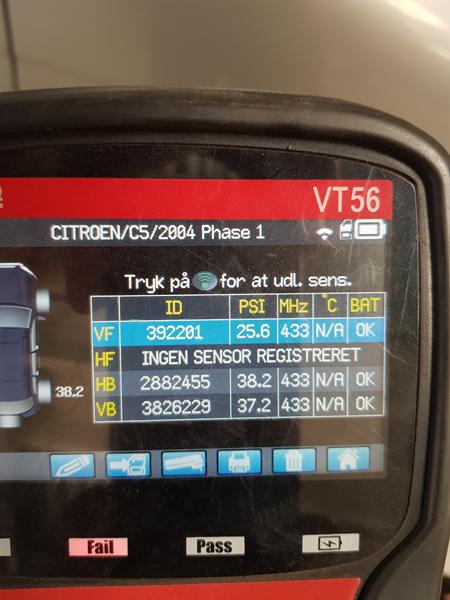 VT56
CITROEN/C5/2004 Phase 1
Tryk på for at udl. sens.
ID PSI MHz °C BAT
VF 392201 25.6 433 N/A OK
HF INGEN SENSOR REGISTRERET
HB 2882455 38.2 433 N/A OK
VB 3826229 37.2 433 N/A OK
38.2
Fail Pass